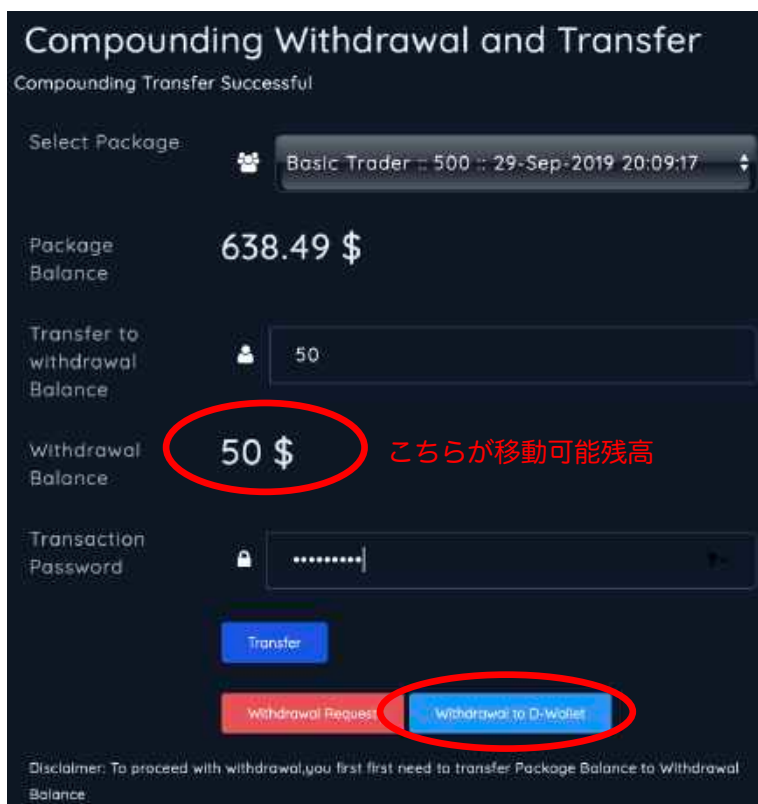 Compounding Withdrawal and Transfer
Compounding Transfer Successful
Select Package
Basic Trader :: 500 :: 29-Sep-2019 20:09:17
Package
Balance
638.49 $
Transfer to
withdrawal
Balance
50
Withdrawal
Balance
50 $
こちらが移動可能残高
Transaction
Password
•••••••••
Transfer
Withdrawal Request
Withdrawal to D-Wallet
Disclaimer: To proceed with withdrawal,you first first need to transfer Package Balance to Withdrawal
Balance